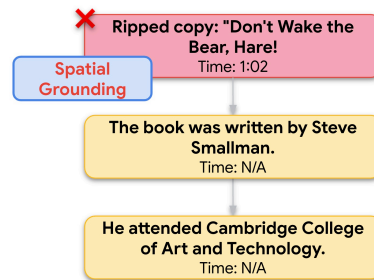 Ripped copy: "Don't Wake the
Bear, Hare!
Time: 1:02
Spatial
Grounding
The book was written by Steve
Smallman.
Time: N/A
He attended Cambridge College
of Art and Technology.
Time: N/A